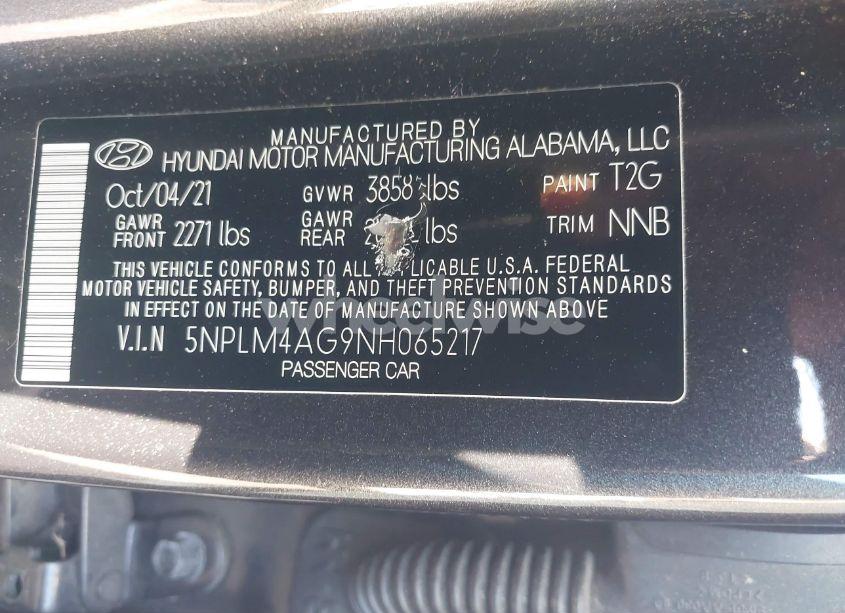 MANUFACTURED BY
HYUNDAI MOTOR MANUFACTURING ALABAMA, LLC
Oct/04/21 GVWR 3858 lbs PAINT T2G
GAWR FRONT 2271 lbs GAWR REAR lbs TRIM NNB
THIS VEHICLE CONFORMS TO ALL U.S.A. FEDERAL
MOTOR VEHICLE SAFETY, BUMPER, AND THEFT PREVENTION STANDARDS
IN EFFECT ON THE DATE OF MANUFACTURE SHOWN ABOVE
V.I.N 5NPLM4AG9NH065217
PASSENGER CAR
wheelwise